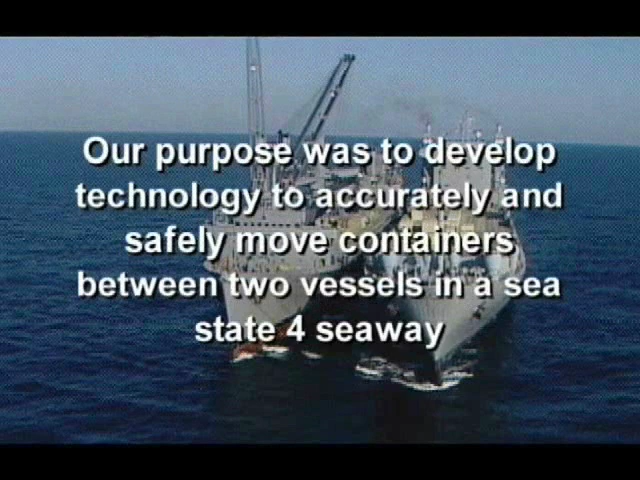 Our purpose was to develop
technology to accurately and
safely move containers
between two vessels in a sea
state 4 seaway